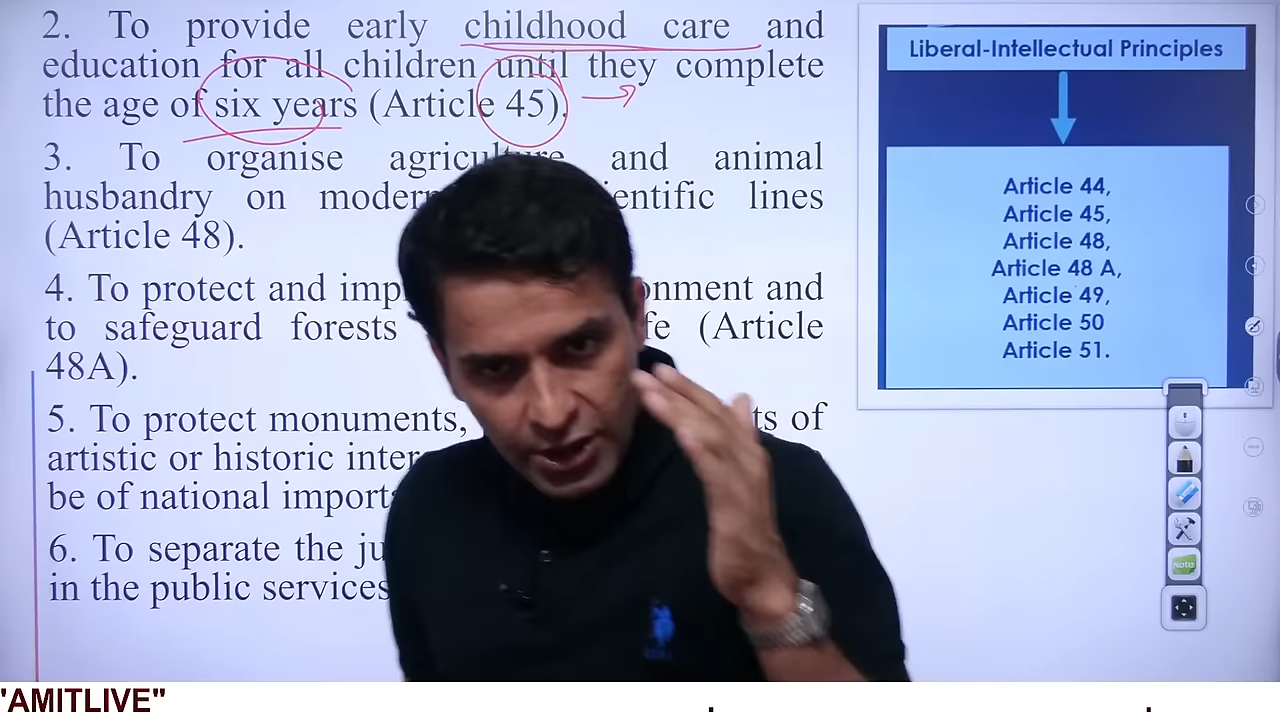 2. To provide early childhood care and
education for all children until they complete
the age of six years (Article 45).
3. To organise agriculture and animal
husbandry on modern entific lines
(Article 48).
4. To protect and imp onment and
to safeguard forests fe (Article
48A).
5. To protect monuments, ts of
artistic or historic inter
be of national import
6. To separate the ju
in the public services
Liberal-Intellectual Principles
Article 44,
Article 45,
Article 48,
Article 48 A,
Article 49,
Article 50
Article 51.
Note
"AMITLIVE"